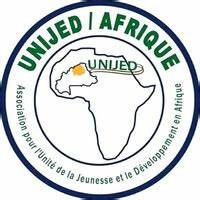 UNIJED / AFRIQUE
UNIJED
Association pour l'Unité de la Jeunesse et le Développement en Afrique